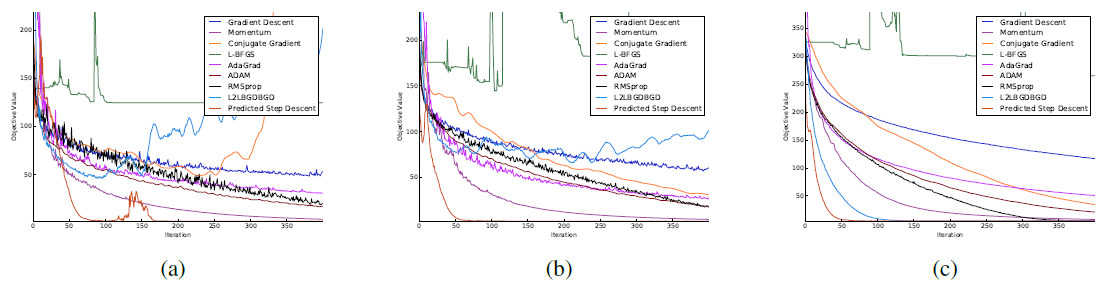 200
150
100
50
Objective Value
0
50
100
150
200
250
300
350
Iteration
Gradient Descent
Momentum
Conjugate Gradient
L-BFGS
AdaGrad
ADAM
RMSprop
L2LBGDBGD
Predicted Step Descent
(a)
200
150
100
50
Objective Value
0
50
100
150
200
250
300
350
Iteration
Gradient Descent
Momentum
Conjugate Gradient
L-BFGS
AdaGrad
ADAM
RMSprop
L2LBGDBGD
Predicted Step Descent
(b)
350
300
250
200
150
100
50
Objective Value
0
50
100
150
200
250
300
350
Iteration
Gradient Descent
Momentum
Conjugate Gradient
L-BFGS
AdaGrad
ADAM
RMSprop
L2LBGDBGD
Predicted Step Descent
(c)